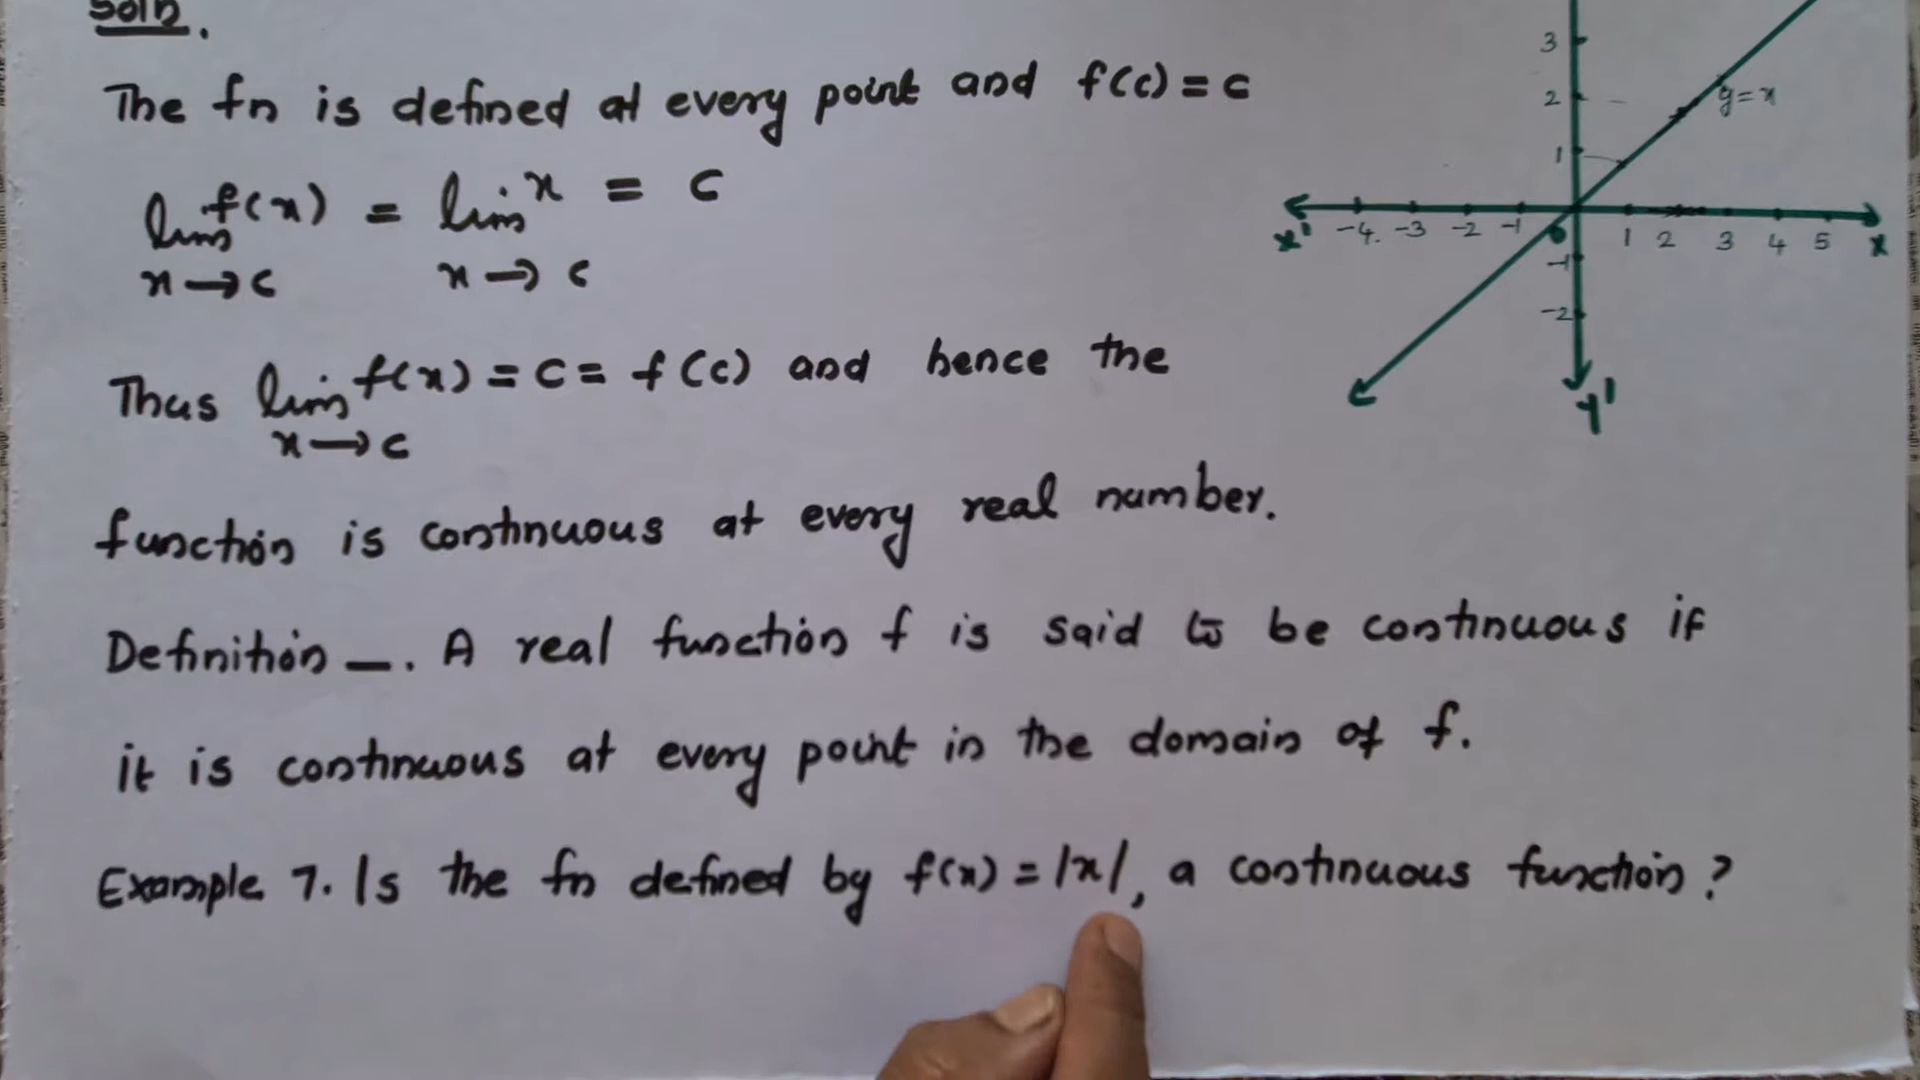 Soln.
The fn is defined at every point and f(c) = c
lim f(x) = lim x = c
x → c x → c
Thus lim f(x) = c = f(c) and hence the
x → c
function is continuous at every real number.
Definition —. A real function f is said to be continuous if
it is continuous at every point in the domain of f.
Example 7. Is the fn defined by f(x) = |x|, a continuous function?
3
2
y = x
1
x' -4 -3 -2 -1 0 1 2 3 4 5 x
-1
-2
y'